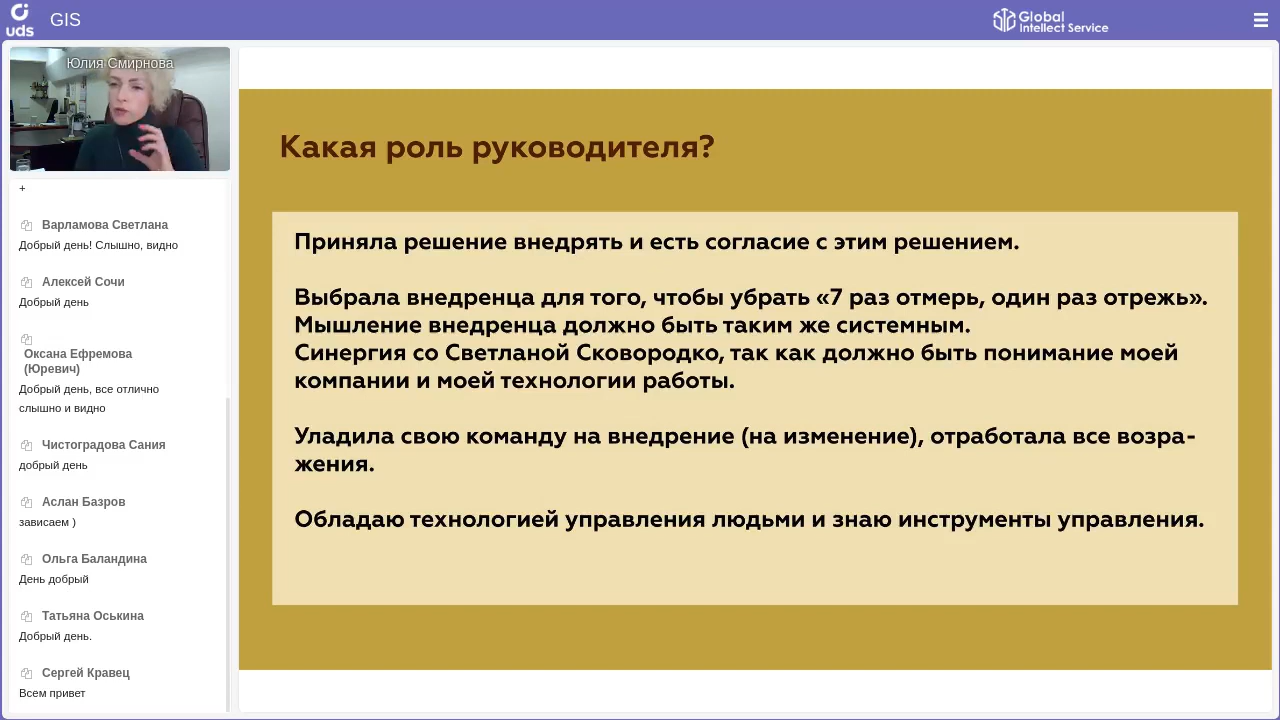 uds
GIS
Global
Intellect Service
Юлия Смирнова
+
Варламова Светлана
Добрый день! Слышно, видно
Алексей Сочи
Добрый день
Оксана Ефремова
(Юревич)
Добрый день, все отлично
слышно и видно
Чистоградова Сания
добрый день
Аслан Базров
зависаем )
Ольга Баландина
День добрый
Татьяна Оськина
Добрый день.
Сергей Кравец
Всем привет
Какая роль руководителя?
Приняла решение внедрять и есть согласие с этим решением.
Выбрала внедренца для того, чтобы убрать «7 раз отмерь, один раз отрежь».
Мышление внедренца должно быть таким же системным.
Синергия со Светланой Сковородко, так как должно быть понимание моей
компании и моей технологии работы.
Уладила свою команду на внедрение (на изменение), отработала все возра-
жения.
Обладаю технологией управления людьми и знаю инструменты управления.